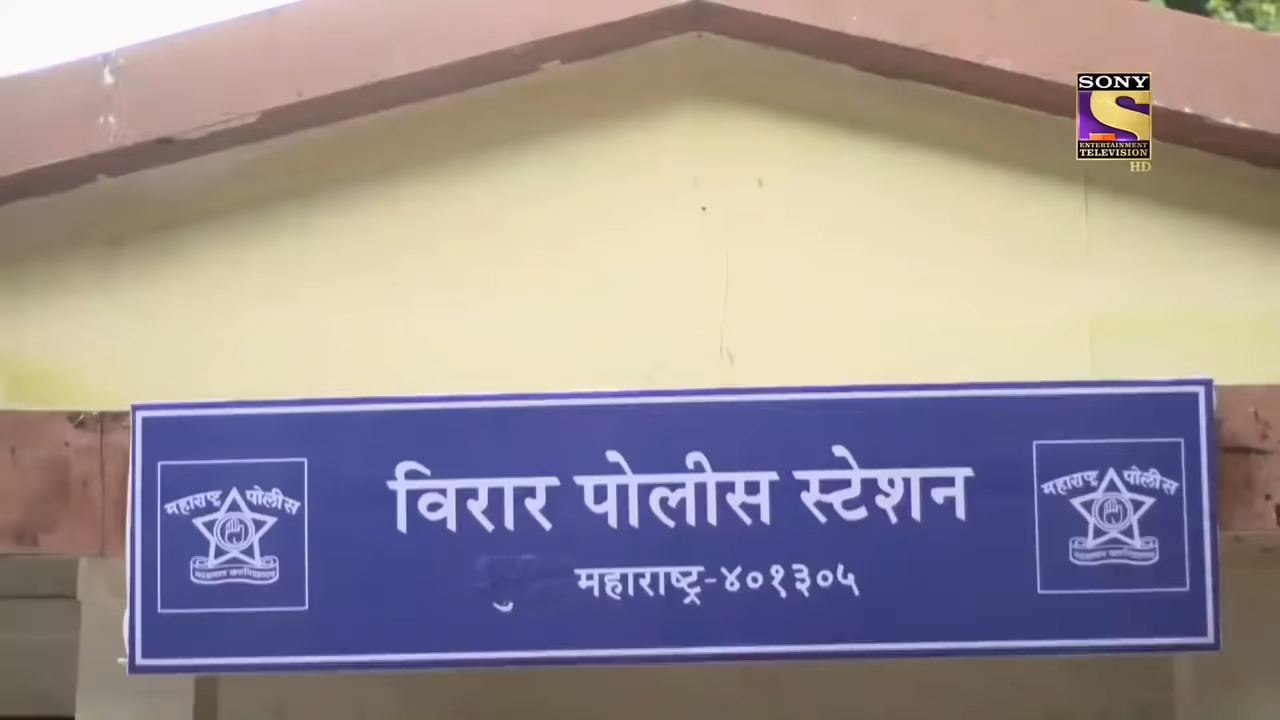 SONY
ENTERTAINMENT
TELEVISION
HD
विरार पोलीस स्टेशन
महाराष्ट्र-४०१३०५
महाराष्ट्र पोलीस
महाराष्ट्र पोलीस